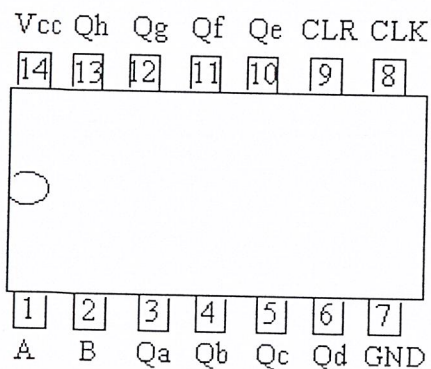 Vcc Qh Qg Qf Qe CLR CLK
14 13 12 11 10 9 8
1 2 3 4 5 6 7
A B Qa Qb Qc Qd GND